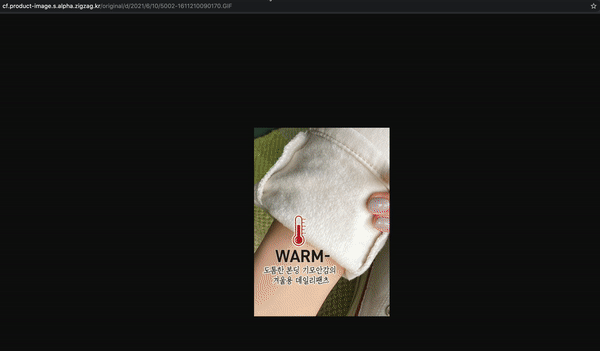 cf.product-image.s.alpha.zigzag.kr/original/d/2021/6/10/5002-1611210090170.GIF
WARM-
도톰한 본딩 기모안감의
겨울용 데일리팬츠